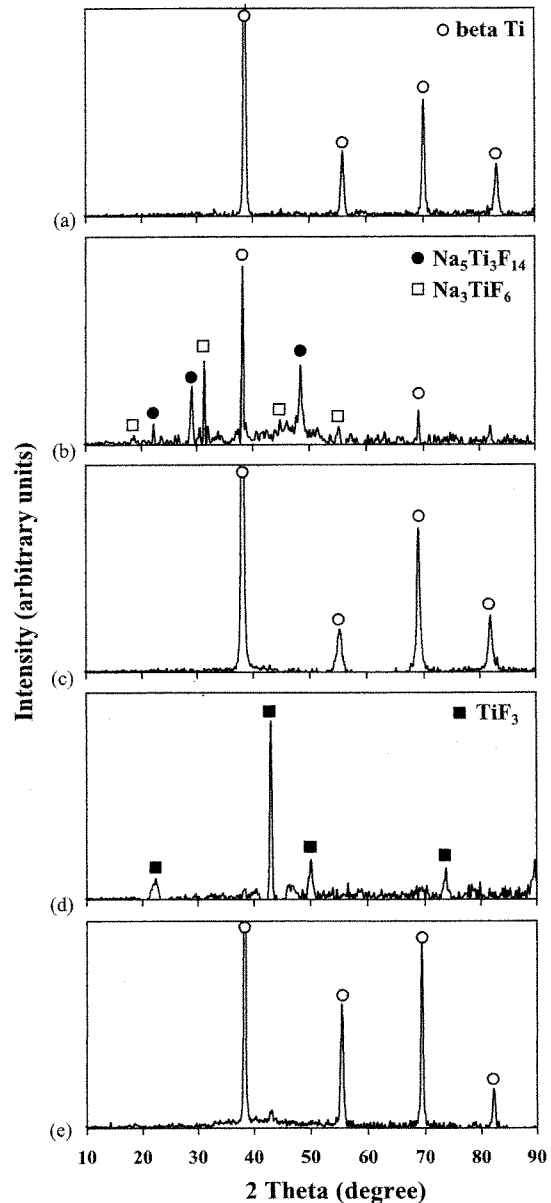 beta Ti
(a)
Na₅Ti₃F₁₄
Na₃TiF₆
(b)
(c)
TiF₃
(d)
(e)
10 20 30 40 50 60 70 80 90
2 Theta (degree)
Intensity (arbitrary units)